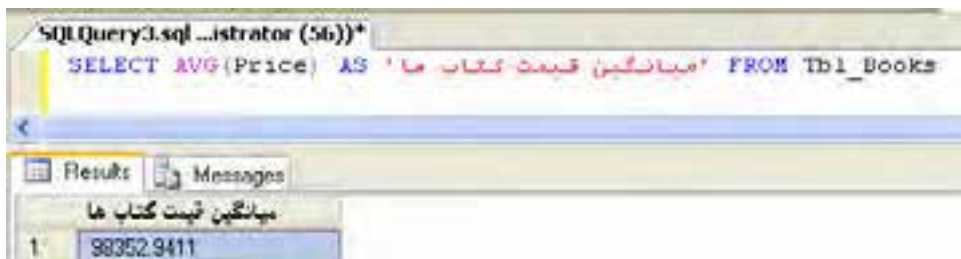 SQLQuery3.sql ...istrator (56))*
SELECT AVG(Price) AS 'میانگین قیمت کتاب ها' FROM Tbl_Books
Results Messages
میانگین قیمت کتاب ها
1 98352.9411